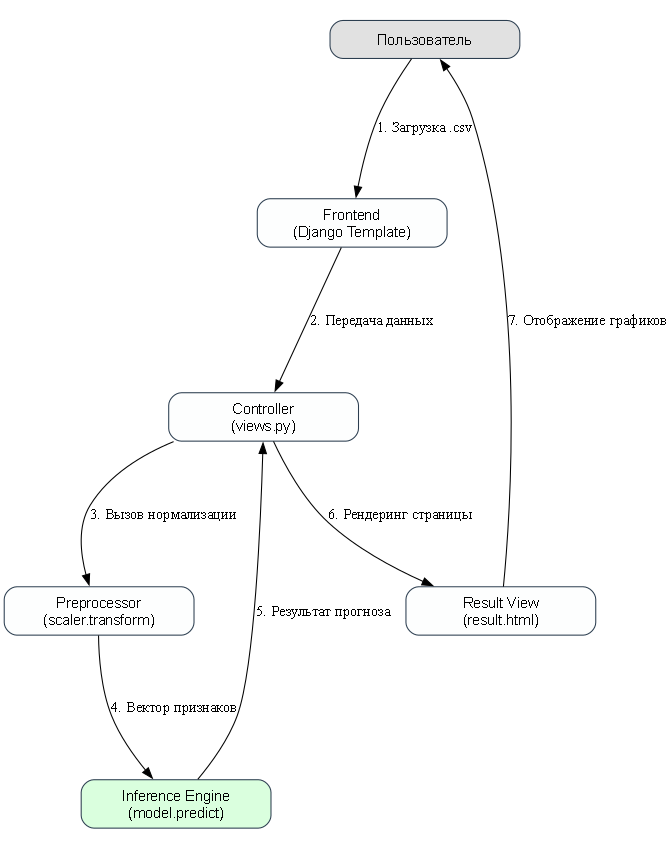 Пользователь
1. Загрузка .csv
Frontend
(Django Template)
2. Передача данных
7. Отображение графиков
Controller
(views.py)
3. Вызов нормализации
6. Рендеринг страницы
Preprocessor
(scaler.transform)
5. Результат прогноза
Result View
(result.html)
4. Вектор признаков
Inference Engine
(model.predict)